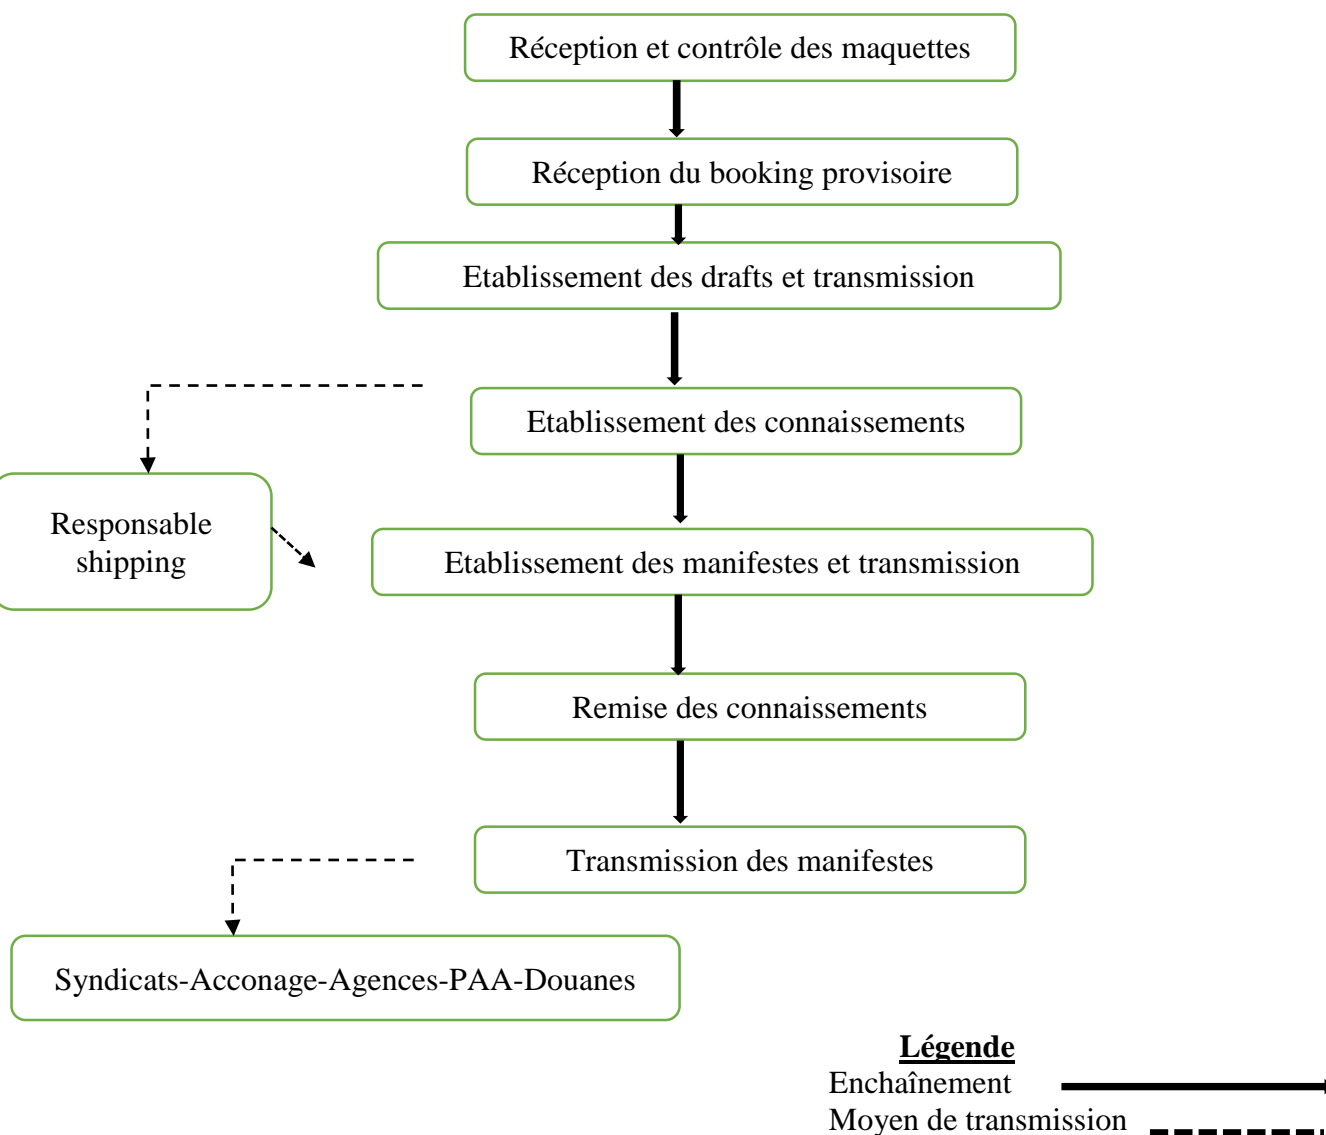 Réception et contrôle des maquettes
Réception du booking provisoire
Etablissement des drafts et transmission
Etablissement des connaissements
Responsable
shipping
Etablissement des manifestes et transmission
Remise des connaissements
Transmission des manifestes
Syndicats-Acconage-Agences-PAA-Douanes
Légende
Enchaînement
Moyen de transmission